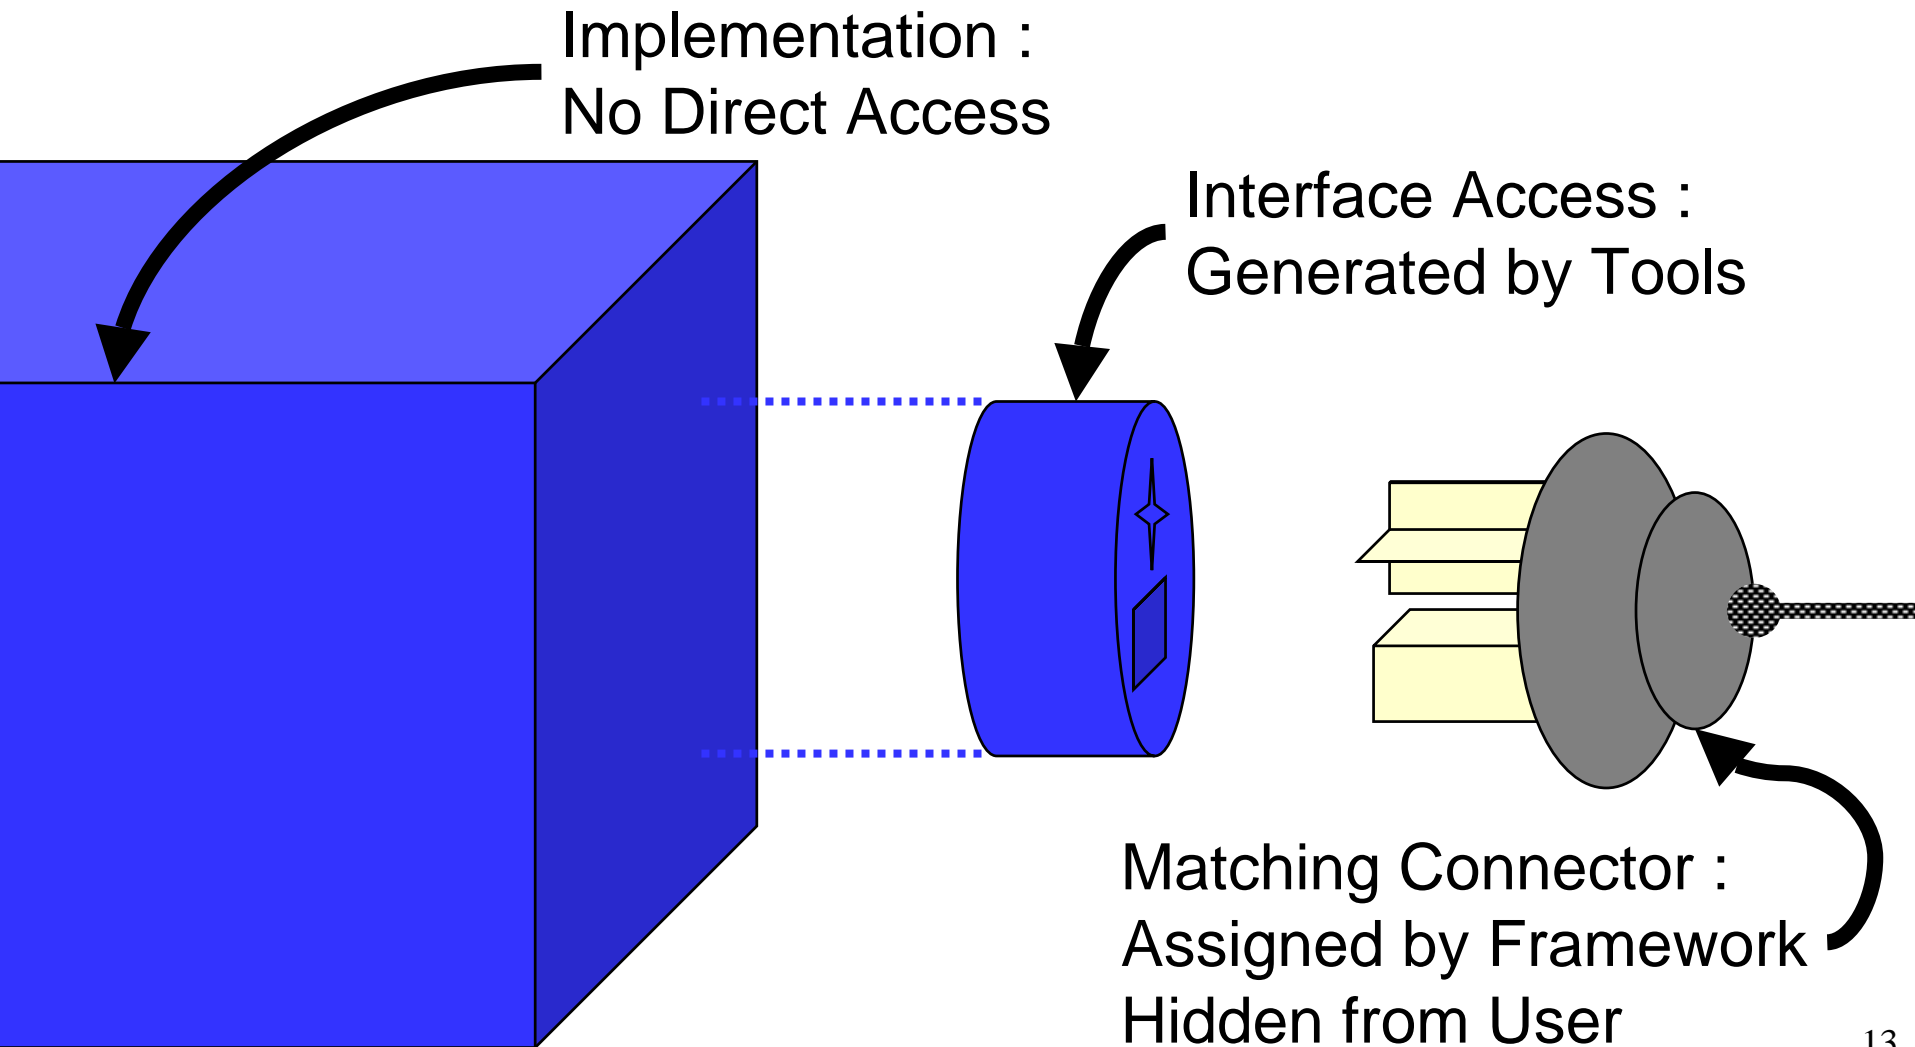 Implementation :
No Direct Access
Interface Access :
Generated by Tools
Matching Connector :
Assigned by Framework
Hidden from User
13